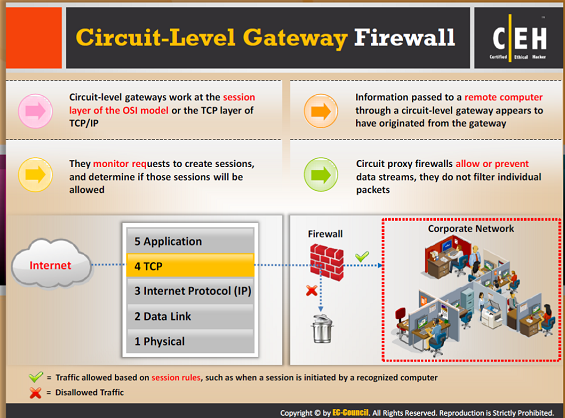 Circuit-Level Gateway Firewall
C|EH
Certified Ethical Hacker
Circuit-level gateways work at the session
layer of the OSI model or the TCP layer of
TCP/IP
Information passed to a remote computer
through a circuit-level gateway appears to
have originated from the gateway
They monitor requests to create sessions,
and determine if those sessions will be
allowed
Circuit proxy firewalls allow or prevent
data streams, they do not filter individual
packets
Internet
5 Application
4 TCP
3 Internet Protocol (IP)
2 Data Link
1 Physical
Firewall
Corporate Network
= Traffic allowed based on session rules, such as when a session is initiated by a recognized computer
= Disallowed Traffic
Copyright © by EG-Council. All Rights Reserved. Reproduction is Strictly Prohibited.